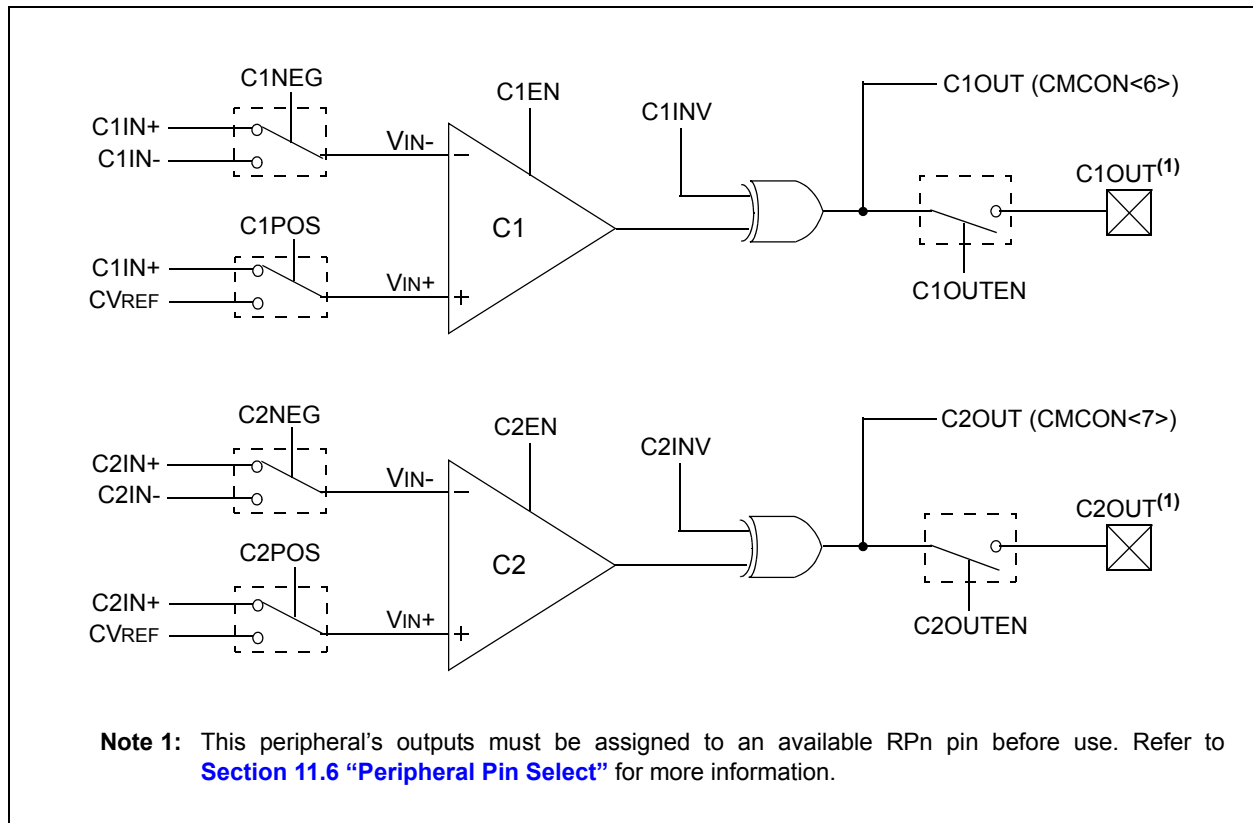 C1NEG
C1EN
C1INV
C1OUT (CMCON<6>)
C1IN+
C1IN-
VIN-
–
C1OUT(1)
C1
C1POS
C1IN+
CVREF
VIN+
+
C1OUTEN
C2NEG
C2EN
C2INV
C2OUT (CMCON<7>)
C2IN+
C2IN-
VIN-
–
C2OUT(1)
C2
C2POS
C2IN+
CVREF
VIN+
+
C2OUTEN
Note 1: This peripheral's outputs must be assigned to an available RPn pin before use. Refer to
Section 11.6 “Peripheral Pin Select” for more information.